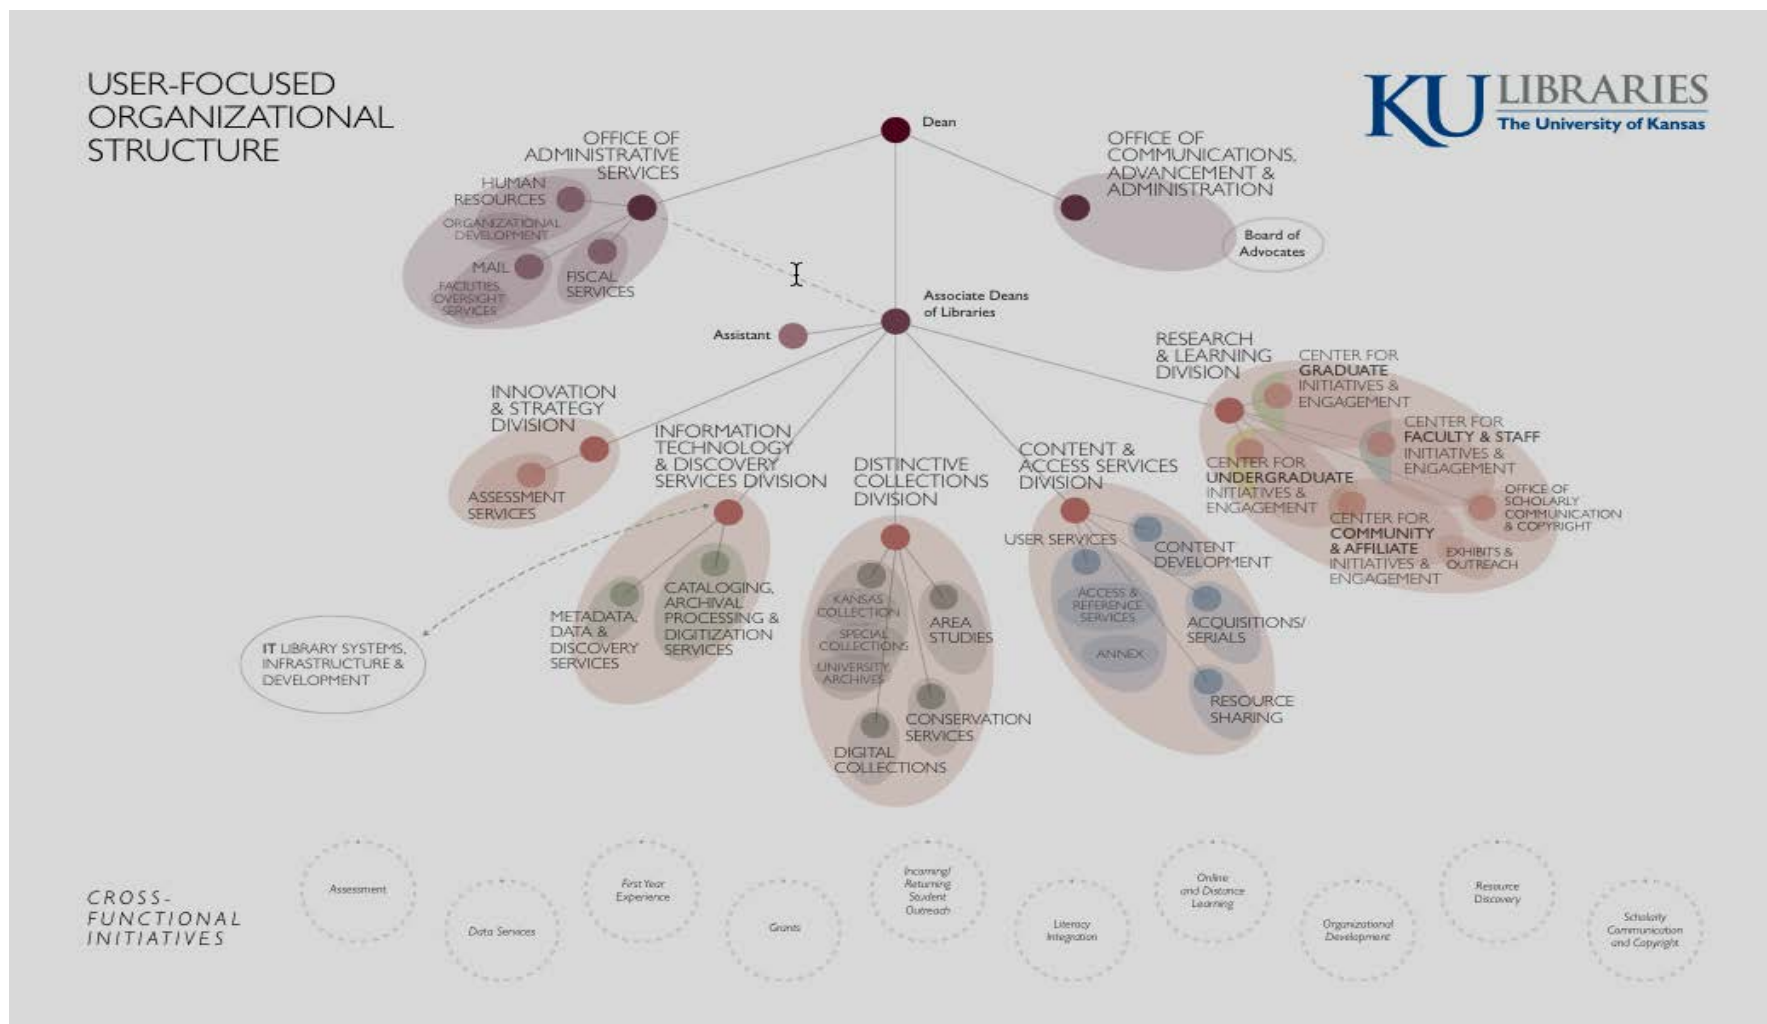 USER-FOCUSED
ORGANIZATIONAL
STRUCTURE
KU LIBRARIES
The University of Kansas
Dean
OFFICE OF
ADMINISTRATIVE
SERVICES
HUMAN
RESOURCES
ORGANIZATIONAL
DEVELOPMENT
MAIL
FACILITIES
OVERSIGHT
SERVICES
FISCAL
SERVICES
OFFICE OF
COMMUNICATIONS,
ADVANCEMENT &
ADMINISTRATION
Board of
Advocates
Associate Deans
of Libraries
Assistant
INNOVATION
& STRATEGY
DIVISION
ASSESSMENT
SERVICES
INFORMATION
TECHNOLOGY
& DISCOVERY
SERVICES DIVISION
METADATA,
DATA &
DISCOVERY
SERVICES
CATALOGING,
ARCHIVAL
PROCESSING &
DIGITIZATION
SERVICES
IT LIBRARY SYSTEMS,
INFRASTRUCTURE &
DEVELOPMENT
DISTINCTIVE
COLLECTIONS
DIVISION
KANSAS
COLLECTION
SPECIAL
COLLECTIONS
UNIVERSITY
ARCHIVES
AREA
STUDIES
CONSERVATION
SERVICES
DIGITAL
COLLECTIONS
CONTENT &
ACCESS SERVICES
DIVISION
USER SERVICES
ACCESS &
REFERENCE
SERVICES
ANNEX
CONTENT
DEVELOPMENT
ACQUISITIONS/
SERIALS
RESOURCE
SHARING
RESEARCH
& LEARNING
DIVISION
CENTER FOR
GRADUATE
INITIATIVES &
ENGAGEMENT
CENTER FOR
FACULTY & STAFF
INITIATIVES &
ENGAGEMENT
CENTER FOR
UNDERGRADUATE
INITIATIVES &
ENGAGEMENT
CENTER FOR
COMMUNITY
& AFFILIATE
INITIATIVES &
ENGAGEMENT
OFFICE OF
SCHOLARLY
COMMUNICATION
& COPYRIGHT
EXHIBITS &
OUTREACH
CROSS-
FUNCTIONAL
INITIATIVES
Assessment
Data Services
First Year
Experience
Grants
Incoming/
Returning
Student
Outreach
Literacy
Integration
Online
and Distance
Learning
Organizational
Development
Resource
Discovery
Scholarly
Communication
and Copyright